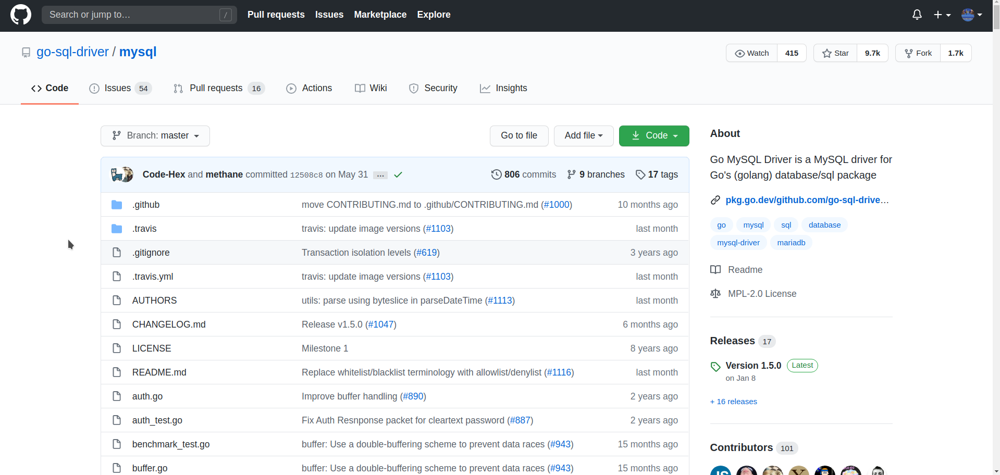 Search or jump to… /
Pull requests Issues Marketplace Explore
go-sql-driver / mysql
Watch 415 Star 9.7k Fork 1.7k
Code Issues 54 Pull requests 16 Actions Wiki Security Insights
Branch: master Go to file Add file Code
Code-Hex and methane committed 12508c8 on May 31 … 806 commits 9 branches 17 tags
.github move CONTRIBUTING.md to .github/CONTRIBUTING.md (#1000) 10 months ago
.travis travis: update image versions (#1103) last month
.gitignore Transaction isolation levels (#619) 3 years ago
.travis.yml travis: update image versions (#1103) last month
AUTHORS utils: parse using byteslice in parseDateTime (#1113) last month
CHANGELOG.md Release v1.5.0 (#1047) 6 months ago
LICENSE Milestone 1 8 years ago
README.md Replace whitelist/blacklist terminology with allowlist/denylist (#1116) last month
auth.go Improve buffer handling (#890) 2 years ago
auth_test.go Fix Auth Resnponse packet for cleartext password (#887) 2 years ago
benchmark_test.go buffer: Use a double-buffering scheme to prevent data races (#943) 15 months ago
buffer.go buffer: Use a double-buffering scheme to prevent data races (#943) 15 months ago
About
Go MySQL Driver is a MySQL driver for
Go's (golang) database/sql package
pkg.go.dev/github.com/go-sql-drive…
go mysql sql database
mysql-driver mariadb
Readme
MPL-2.0 License
Releases 17
Version 1.5.0 Latest
on Jan 8
+ 16 releases
Contributors 101